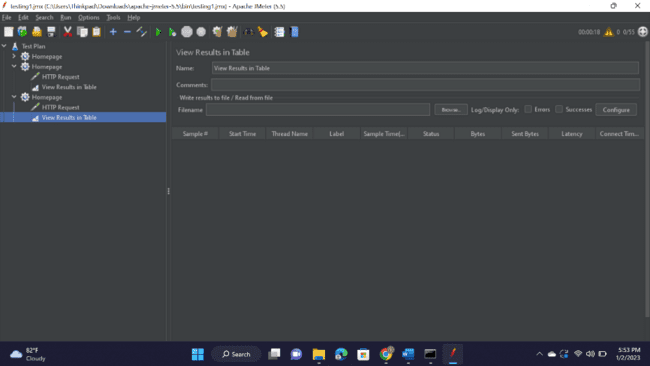 testing1.jmx (C:\Users\Thinkpad\Downloads\apache-jmeter-5.5\bin\testing1.jmx) - Apache JMeter (5.5)
File Edit Search Run Options Tools Help
00:00:18 0 0/55
Test Plan
Homepage
Homepage
HTTP Request
View Results in Table
Homepage
HTTP Request
View Results in Table
View Results in Table
Name: View Results in Table
Comments:
Write results to file / Read from file
Filename Browse... Log/Display Only: Errors Successes Configure
Sample # Start Time Thread Name Label Sample Time(... Status Bytes Sent Bytes Latency Connect Tim...
82°F
Cloudy
Search
5:53 PM
1/2/2023